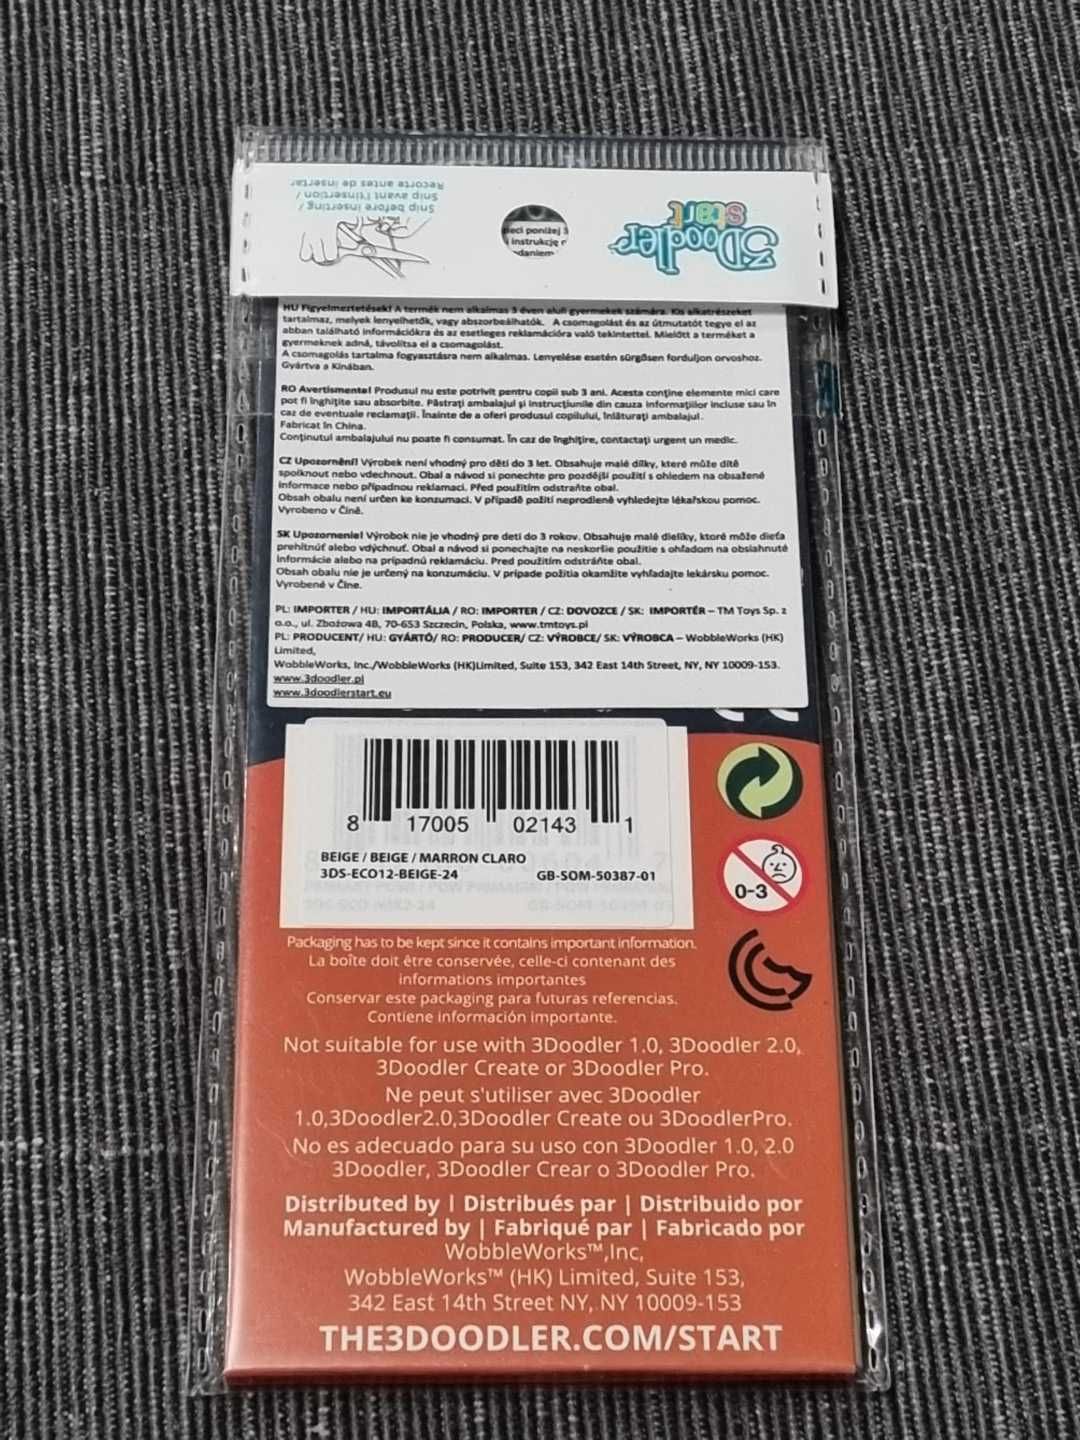 Snip before inserting /
Snip avant l'insertion /
Recorte antes de insertar
3Doodler
start
eci poniżej
instrukcję
daniem
HU Figyelmeztetések! A termék nem alkalmas 3 éven aluli gyermekek számára. Kis alkatrészeket
tartalmaz, melyek lenyelhetők, vagy abszorbeálhatók. A csomagolást és az útmutatót tegye el az
abban található információkra és az esetleges reklamációra való tekintettel. Mielőtt a terméket a
gyermeknek adná, távolítsa el a csomagolást.
A csomagolás tartalma fogyasztásra nem alkalmas. Lenyelése esetén sürgősen forduljon orvoshoz.
Gyártva a Kínában.
RO Avertismente! Produsul nu este potrivit pentru copii sub 3 ani. Acesta conține elemente mici care
pot fi înghițite sau absorbite. Păstrați ambalajul și instrucțiunile din cauza informațiilor incluse sau în
caz de eventuale reclamații. Înainte de a oferi produsul copilului, înlăturați ambalajul.
Fabricat în China.
Conținutul ambalajului nu poate fi consumat. În caz de înghițire, contactați urgent un medic.
CZ Upozornění! Výrobek není vhodný pro děti do 3 let. Obsahuje malé dílky, které může dítě
spolknout nebo vdechnout. Obal a návod si ponechte pro pozdější použití s ohledem na obsažené
informace nebo případnou reklamaci. Před použitím odstraňte obal.
Obsah obalu není určen ke konzumaci. V případě požití neprodleně vyhledejte lékařskou pomoc.
Vyrobeno v Číně.
SK Upozornenie! Výrobok nie je vhodný pre deti do 3 rokov. Obsahuje malé dieliky, ktoré môže dieťa
prehltnúť alebo vdýchnuť. Obal a návod si ponechajte na neskoršie použitie s ohľadom na obsiahnuté
informácie alebo na prípadnú reklamáciu. Pred použitím odstráňte obal.
Obsah obalu nie je určený na konzumáciu. V prípade požitia okamžite vyhľadajte lekársku pomoc.
Vyrobené v Číne.
PL: IMPORTER / HU: IMPORTÁLIA / RO: IMPORTER / CZ: DOVOZCE / SK: IMPORTÉR – TM Toys Sp. z
o.o., ul. Zbożowa 4B, 70-653 Szczecin, Polska, www.tmtoys.pl
PL: PRODUCENT/ HU: GYÁRTÓ/ RO: PRODUCER/ CZ: VÝROBCE/ SK: VÝROBCA – WobbleWorks (HK)
Limited,
WobbleWorks, Inc./WobbleWorks (HK)Limited, Suite 153, 342 East 14th Street, NY, NY 10009-153.
www.3doodler.pl
www.3doodlerstart.eu
8 17005 02143 1
BEIGE / BEIGE / MARRON CLARO
3DS-ECO12-BEIGE-24 GB-SOM-50387-01
0-3
Packaging has to be kept since it contains important information.
La boîte doit être conservée, celle-ci contenant des
informations importantes
Conservar este packaging para futuras referencias.
Contiene información importante.
Not suitable for use with 3Doodler 1.0, 3Doodler 2.0,
3Doodler Create or 3Doodler Pro.
Ne peut s'utiliser avec 3Doodler
1.0,3Doodler2.0,3Doodler Create ou 3DoodlerPro.
No es adecuado para su uso con 3Doodler 1.0, 2.0
3Doodler, 3Doodler Crear o 3Doodler Pro.
Distributed by | Distribués par | Distribuido por
Manufactured by | Fabriqué par | Fabricado por
WobbleWorks™,Inc,
WobbleWorks™ (HK) Limited, Suite 153,
342 East 14th Street NY, NY 10009-153
THE3DOODLER.COM/START